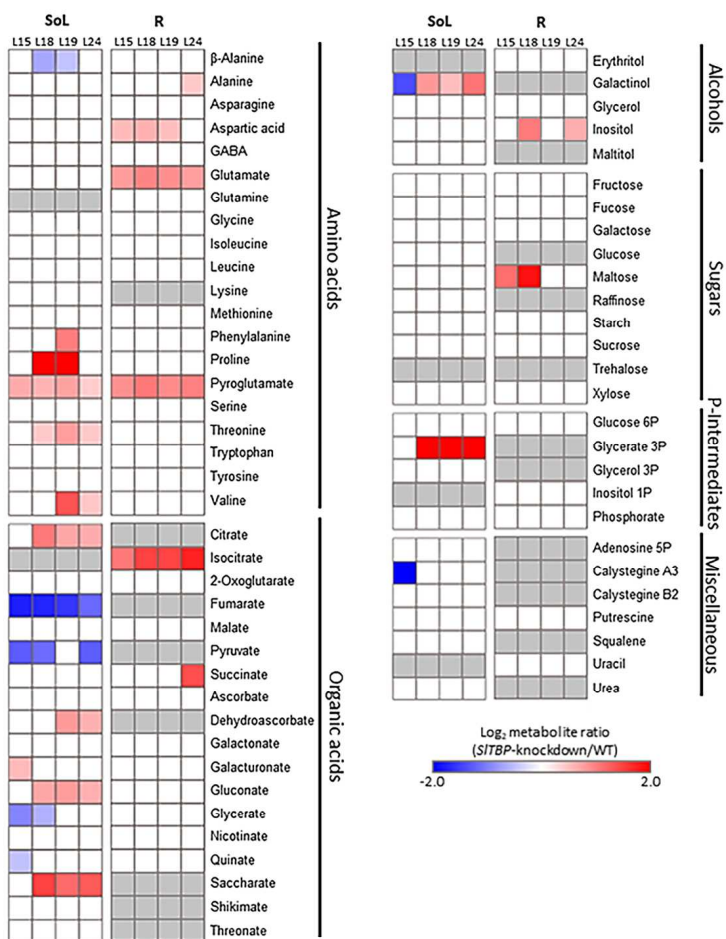 SoL R
L15 L18 L19 L24 L15 L18 L19 L24
β-Alanine
Alanine
Asparagine
Aspartic acid
GABA
Glutamate
Glutamine
Glycine
Isoleucine
Leucine
Lysine
Methionine
Phenylalanine
Proline
Pyroglutamate
Serine
Threonine
Tryptophan
Tyrosine
Valine
Amino acids
Citrate
Isocitrate
2-Oxoglutarate
Fumarate
Malate
Pyruvate
Succinate
Ascorbate
Dehydroascorbate
Galactonate
Galacturonate
Gluconate
Glycerate
Nicotinate
Quinate
Saccharate
Shikimate
Threonate
Organic acids
SoL R
L15 L18 L19 L24 L15 L18 L19 L24
Erythritol
Galactinol
Glycerol
Inositol
Maltitol
Alcohols
Fructose
Fucose
Galactose
Glucose
Maltose
Raffinose
Starch
Sucrose
Trehalose
Xylose
Sugars
Glucose 6P
Glycerate 3P
Glycerol 3P
Inositol 1P
Phosphorate
P-Intermediates
Adenosine 5P
Calystegine A3
Calystegine B2
Putrescine
Squalene
Uracil
Urea
Miscellaneous
Log₂ metabolite ratio
(SlTBP-knockdown/WT)
-2.0 2.0